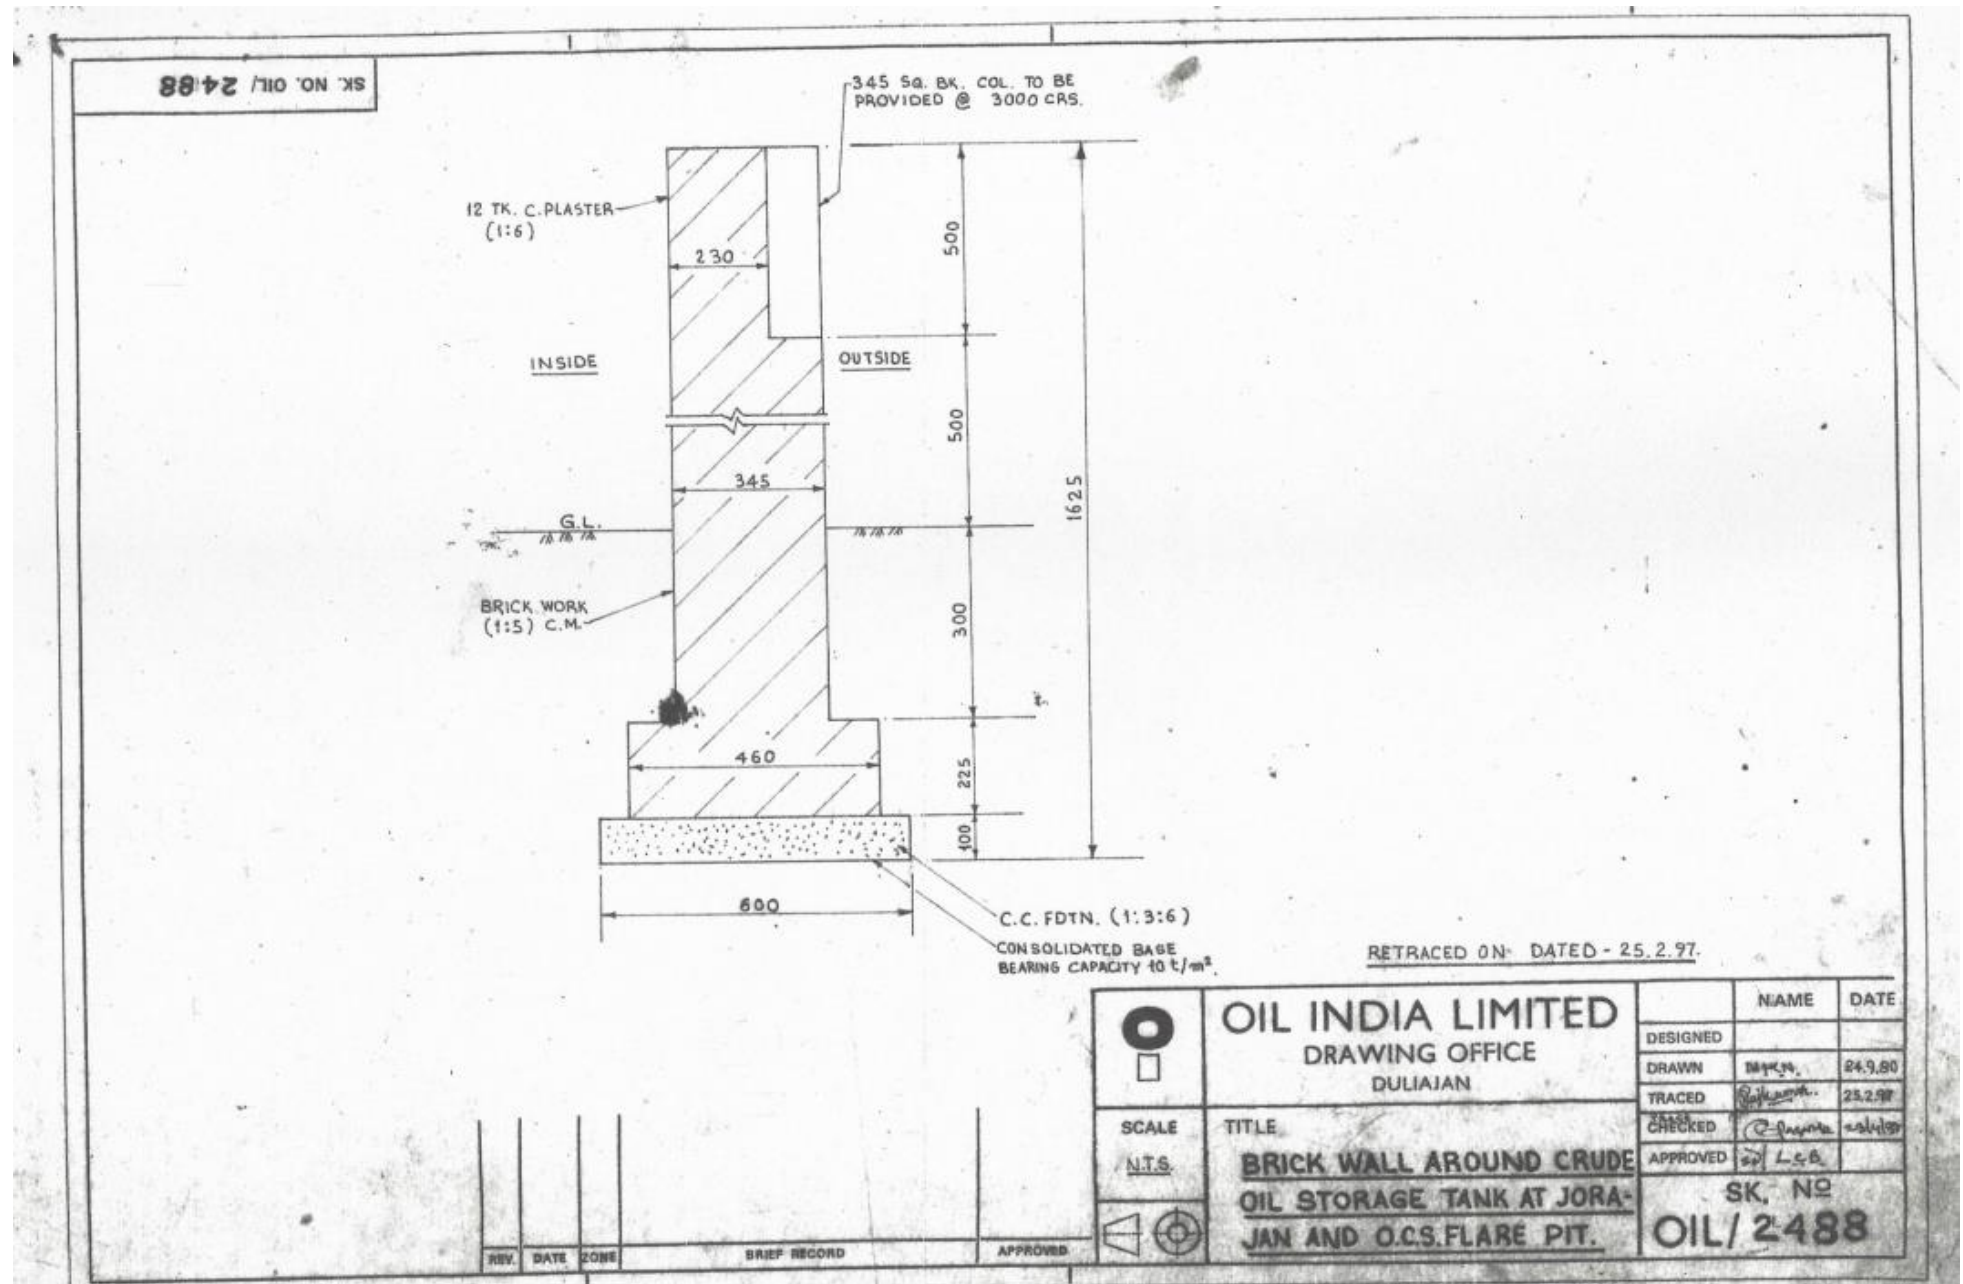 SK. NO. OIL/ 2488
345 SQ. BK. COL. TO BE
PROVIDED @ 3000 CRS.
12 TK. C. PLASTER
(1:6)
230
500
INSIDE
OUTSIDE
500
345
1625
G.L.
BRICK WORK
(1:5) C.M.
300
460
225
100
600
C.C. FDTN. (1:3:6)
CONSOLIDATED BASE
BEARING CAPACITY 10 t/m².
RETRACED ON DATED - 25.2.97.
OIL INDIA LIMITED
DRAWING OFFICE
DULIAJAN
SCALE
N.T.S.
TITLE
BRICK WALL AROUND CRUDE
OIL STORAGE TANK AT JORA-
JAN AND O.C.S. FLARE PIT.
NAME DATE
DESIGNED
DRAWN 24.9.80
TRACED 25.2.97
CHECKED
APPROVED
SK. Nº
OIL/ 2488
REV. DATE ZONE BRIEF RECORD APPROVED